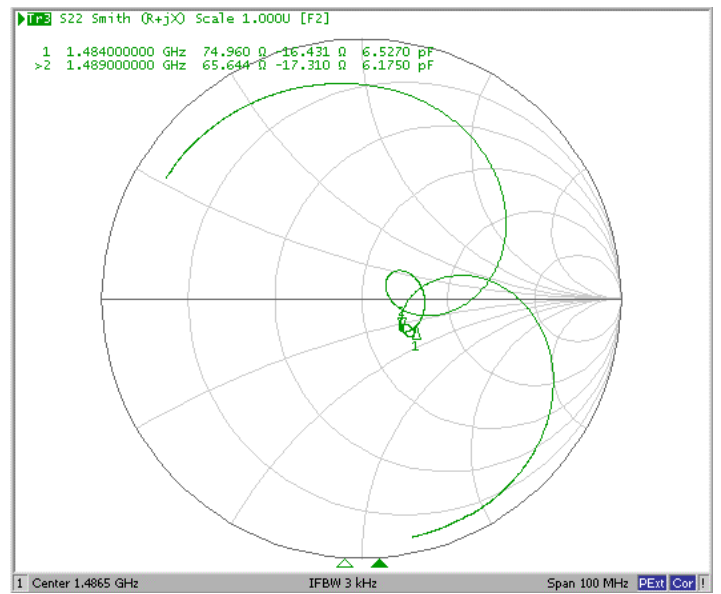 Tr3 S22 Smith (R+jX) Scale 1.000U [F2]
1 1.484000000 GHz 74.960 Ω -16.431 Ω 6.5270 pF
>2 1.489000000 GHz 65.644 Ω -17.310 Ω 6.1750 pF
1
1 Center 1.4865 GHz IFBW 3 kHz Span 100 MHz PExt Cor !